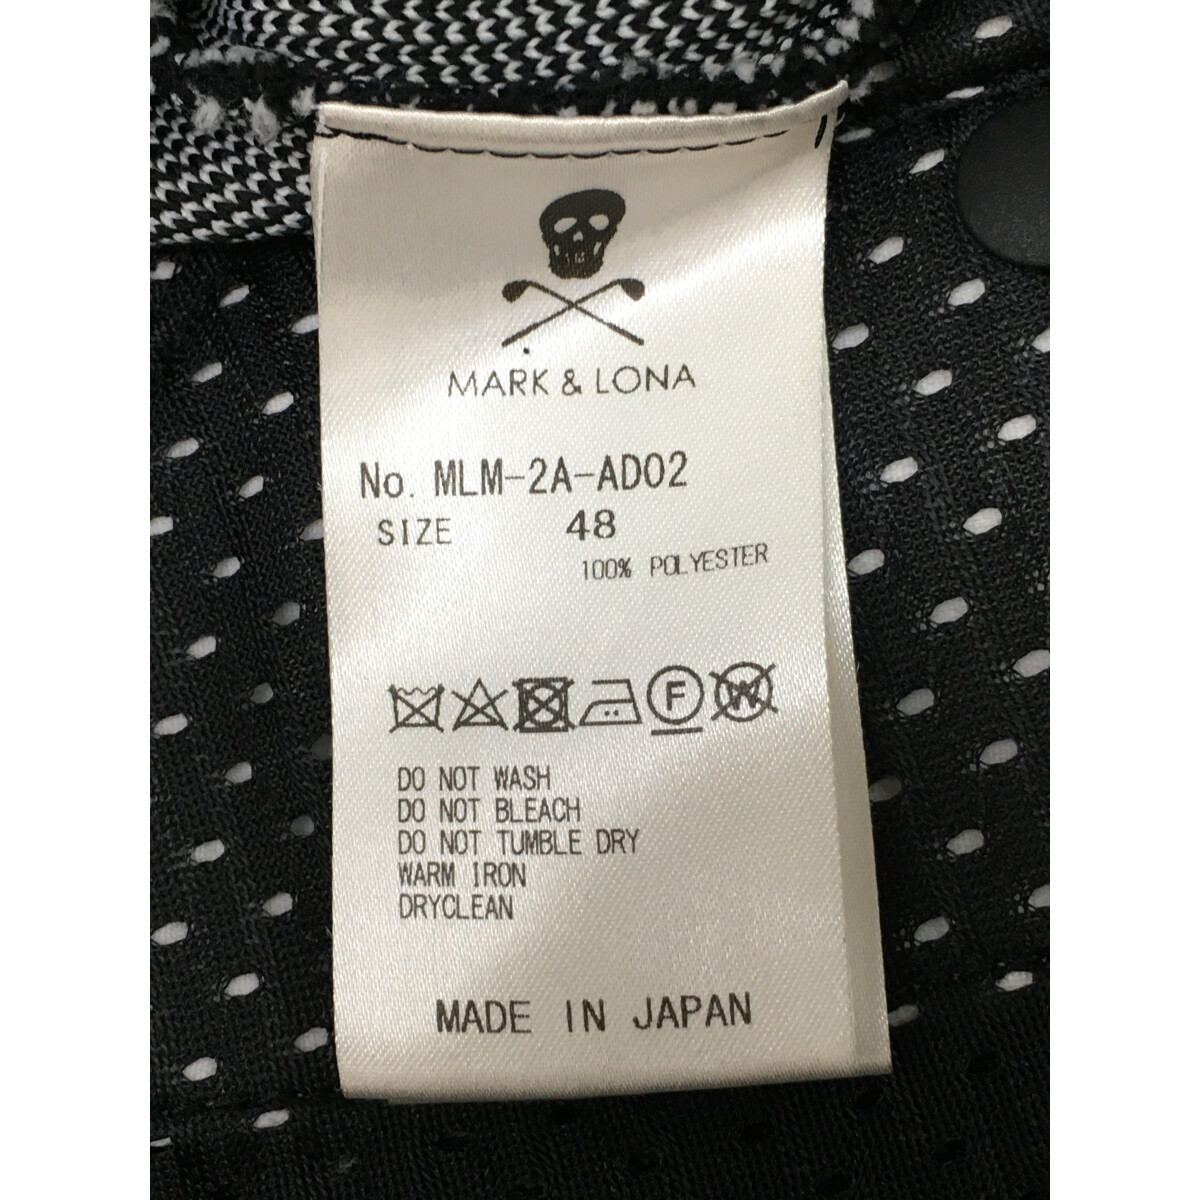 MARK & LONA
No. MLM-2A-AD02
SIZE 48
100% POLYESTER
F W
DO NOT WASH
DO NOT BLEACH
DO NOT TUMBLE DRY
WARM IRON
DRYCLEAN
MADE IN JAPAN